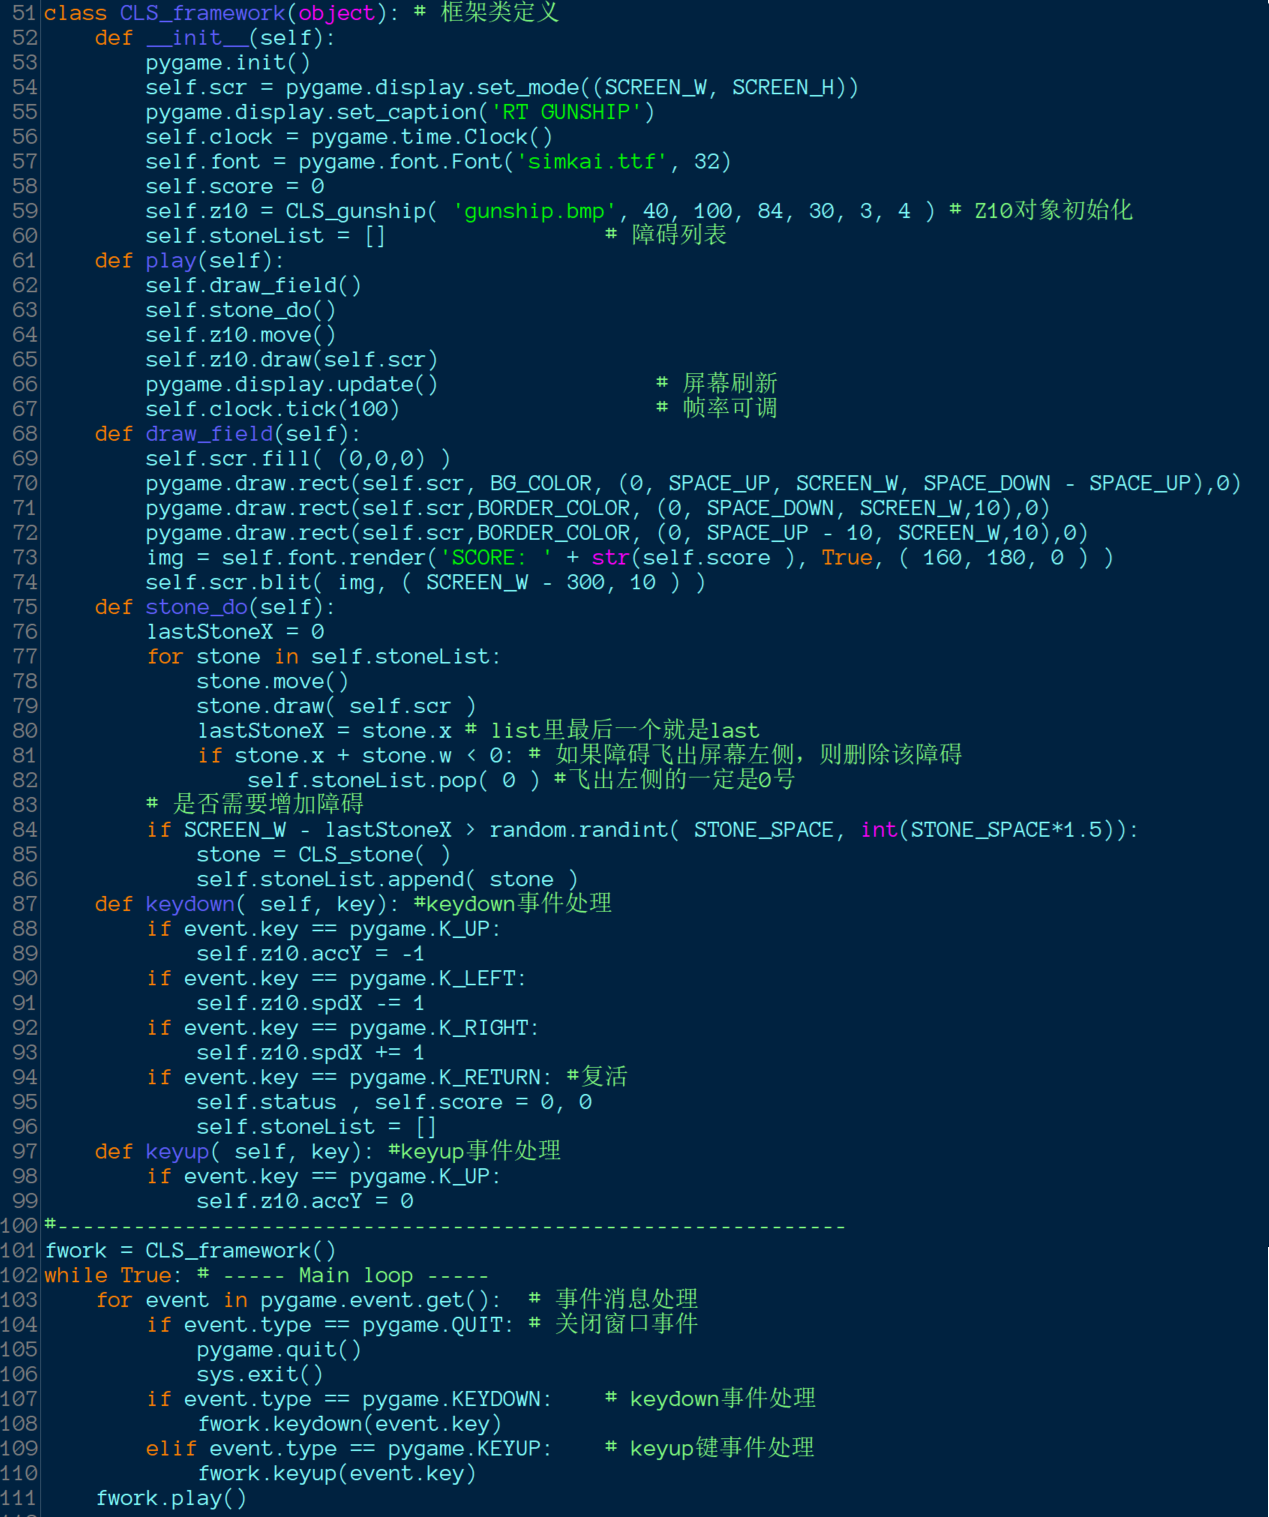 51 class CLS_framework(object): # 框架类定义
52     def __init__(self):
53         pygame.init()
54         self.scr = pygame.display.set_mode((SCREEN_W, SCREEN_H))
55         pygame.display.set_caption('RT GUNSHIP')
56         self.clock = pygame.time.Clock()
57         self.font = pygame.font.Font('simkai.ttf', 32)
58         self.score = 0
59         self.z10 = CLS_gunship( 'gunship.bmp', 40, 100, 84, 30, 3, 4 ) # Z10对象初始化
60         self.stoneList = []                 # 障碍列表
61     def play(self):
62         self.draw_field()
63         self.stone_do()
64         self.z10.move()
65         self.z10.draw(self.scr)
66         pygame.display.update()                 # 屏幕刷新
67         self.clock.tick(100)                    # 帧率可调
68     def draw_field(self):
69         self.scr.fill( (0,0,0) )
70         pygame.draw.rect(self.scr, BG_COLOR, (0, SPACE_UP, SCREEN_W, SPACE_DOWN - SPACE_UP),0)
71         pygame.draw.rect(self.scr,BORDER_COLOR, (0, SPACE_DOWN, SCREEN_W,10),0)
72         pygame.draw.rect(self.scr,BORDER_COLOR, (0, SPACE_UP - 10, SCREEN_W,10),0)
73         img = self.font.render('SCORE: ' + str(self.score ), True, ( 160, 180, 0 ) )
74         self.scr.blit( img, ( SCREEN_W - 300, 10 ) )
75     def stone_do(self):
76         lastStoneX = 0
77         for stone in self.stoneList:
78             stone.move()
79             stone.draw( self.scr )
80             lastStoneX = stone.x # list里最后一个就是last
81             if stone.x + stone.w < 0: # 如果障碍飞出屏幕左侧，则删除该障碍
82                 self.stoneList.pop( 0 ) #飞出左侧的一定是0号
83         # 是否需要增加障碍
84         if SCREEN_W - lastStoneX > random.randint( STONE_SPACE, int(STONE_SPACE*1.5)):
85             stone = CLS_stone( )
86             self.stoneList.append( stone )
87     def keydown( self, key): #keydown事件处理
88         if event.key == pygame.K_UP:
89             self.z10.accY = -1
90         if event.key == pygame.K_LEFT:
91             self.z10.spdX -= 1
92         if event.key == pygame.K_RIGHT:
93             self.z10.spdX += 1
94         if event.key == pygame.K_RETURN: #复活
95             self.status , self.score = 0, 0
96             self.stoneList = []
97     def keyup( self, key): #keyup事件处理
98         if event.key == pygame.K_UP:
99             self.z10.accY = 0
100 #--------------------------------------------------------------
101 fwork = CLS_framework()
102 while True: # ----- Main loop -----
103     for event in pygame.event.get():  # 事件消息处理
104         if event.type == pygame.QUIT: # 关闭窗口事件
105             pygame.quit()
106             sys.exit()
107         if event.type == pygame.KEYDOWN:    # keydown事件处理
108             fwork.keydown(event.key)
109         elif event.type == pygame.KEYUP:    # keyup键事件处理
110             fwork.keyup(event.key)
111     fwork.play()